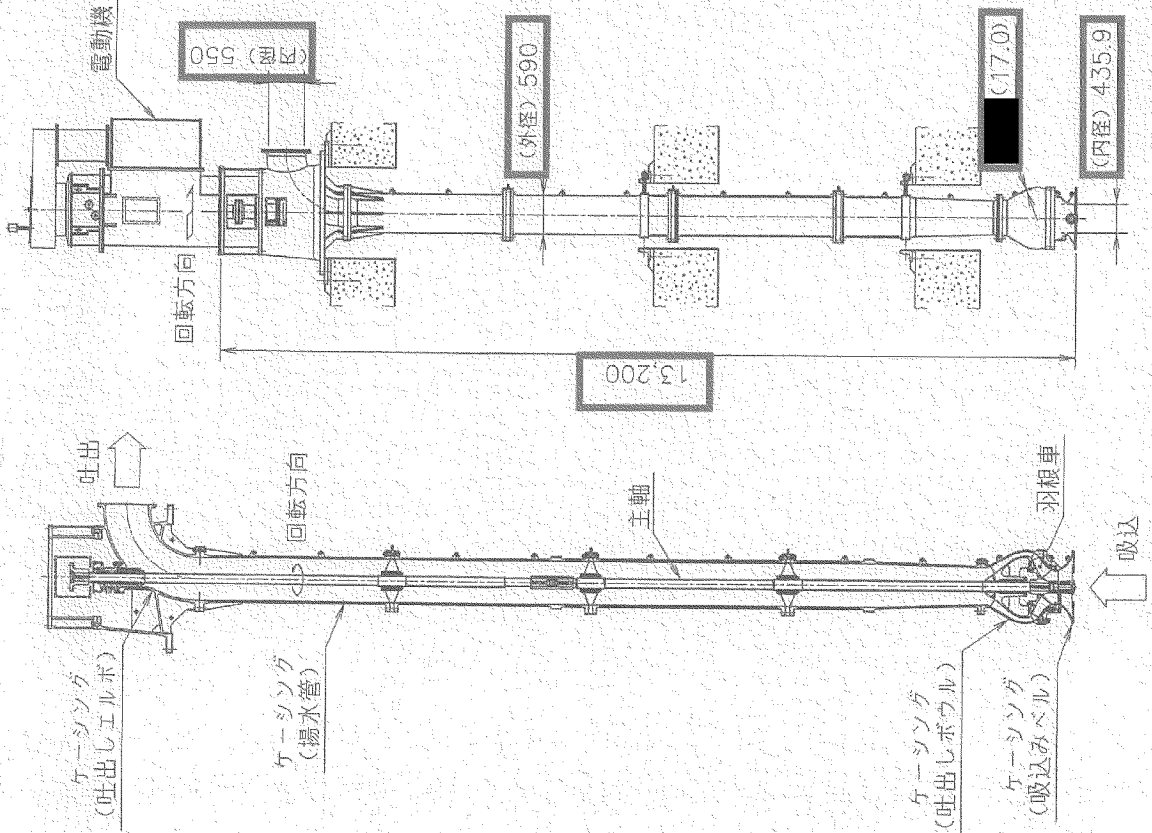 電動機
(内径) 550
(外径) 590
(17.0)
(内径) 435.9
回転方向
13,200
吐出
回転方向
主軸
羽根車
吸込
ケーシング
(吐出しエルボ)
ケーシング
(揚水管)
ケーシング
(吐出しボウル)
ケーシング
(吸込みベル)